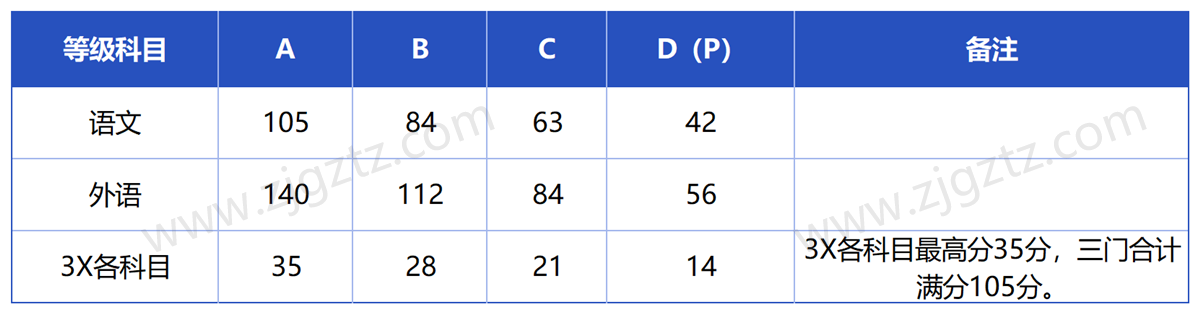 等级科目 A B C D（P） 备注
语文 105 84 63 42
外语 140 112 84 56
3X各科目 35 28 21 14 3X各科目最高分35分，三门合计
满分105分。
www.zjgztz.com
www.zjgztz.com